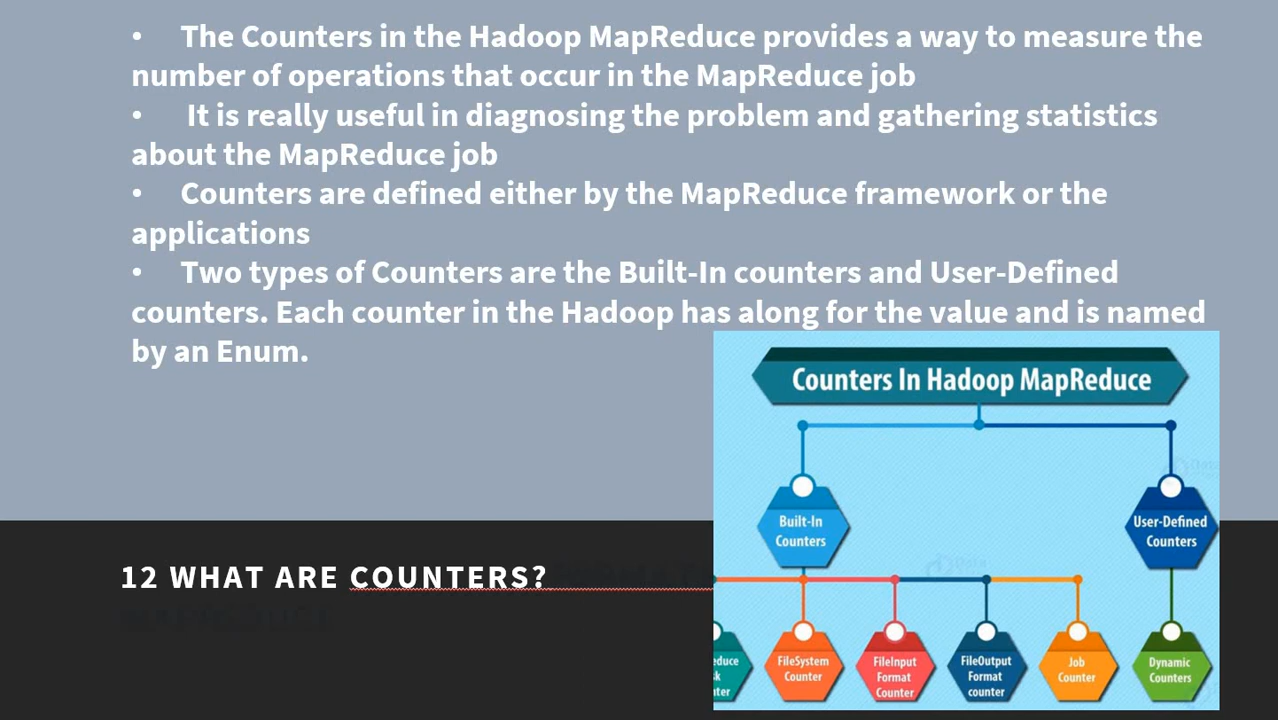 • The Counters in the Hadoop MapReduce provides a way to measure the
number of operations that occur in the MapReduce job
• It is really useful in diagnosing the problem and gathering statistics
about the MapReduce job
• Counters are defined either by the MapReduce framework or the
applications
• Two types of Counters are the Built-In counters and User-Defined
counters. Each counter in the Hadoop has along for the value and is named
by an Enum.
Counters In Hadoop MapReduce
Built-In
Counters
User-Defined
Counters
12 WHAT ARE COUNTERS?
FileSystem
Counter
FileInput
Format
Counter
FileOutput
Format
counter
Job
Counter
Dynamic
Counters